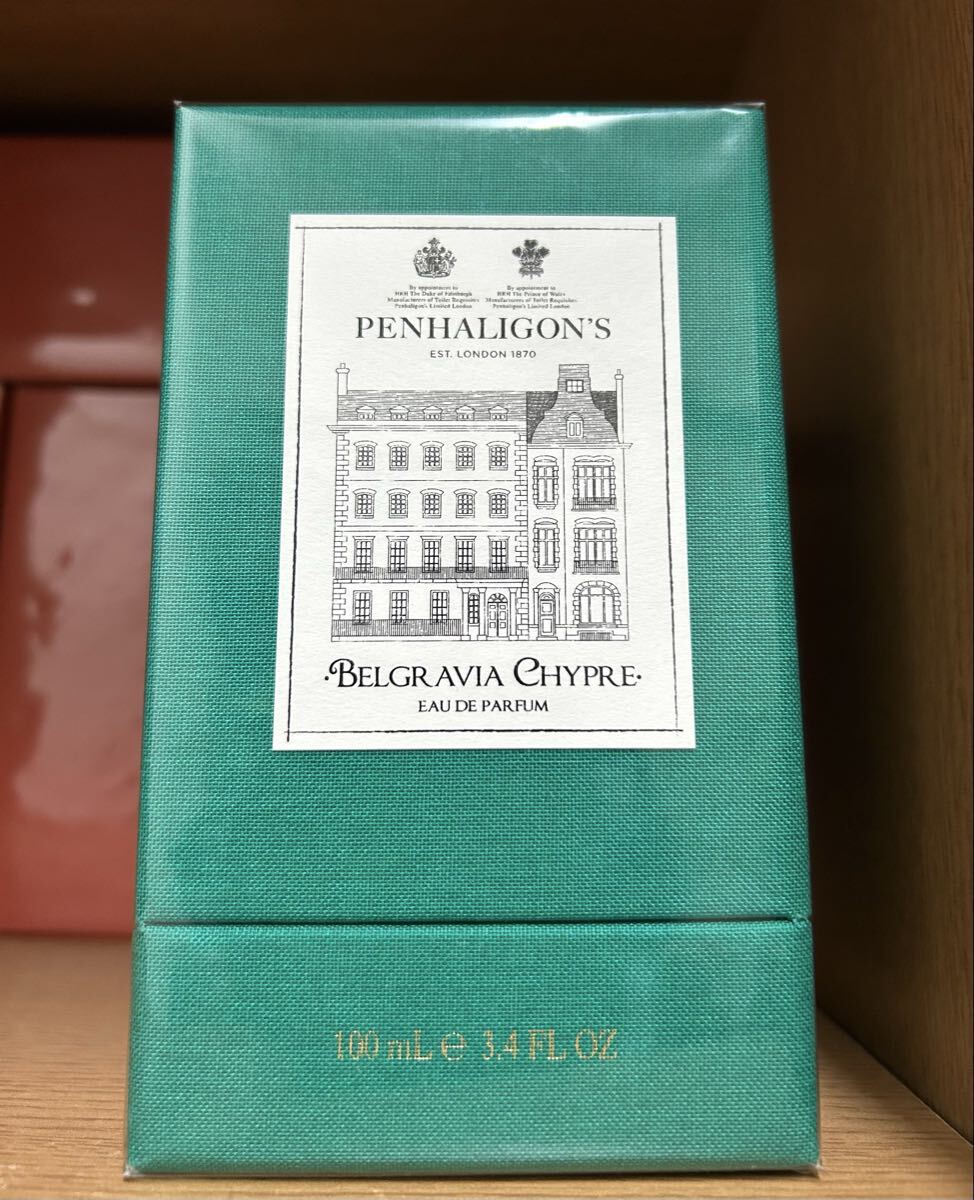 By appointment to
HRH The Duke of Edinburgh
Manufacturers of Toilet Requisites
Penhaligon's Limited London
By appointment to
HRH The Prince of Wales
Manufacturers of Toilet Requisites
Penhaligon's Limited London
PENHALIGON'S
EST. LONDON 1870
·BELGRAVIA CHYPRE·
EAU DE PARFUM
100 mL ℮ 3.4 FL OZ